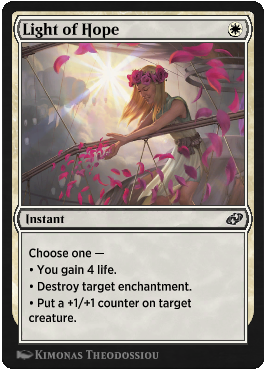 Light of Hope
Instant
Choose one —
• You gain 4 life.
• Destroy target enchantment.
• Put a +1/+1 counter on target
creature.
Kimonas Theodossiou